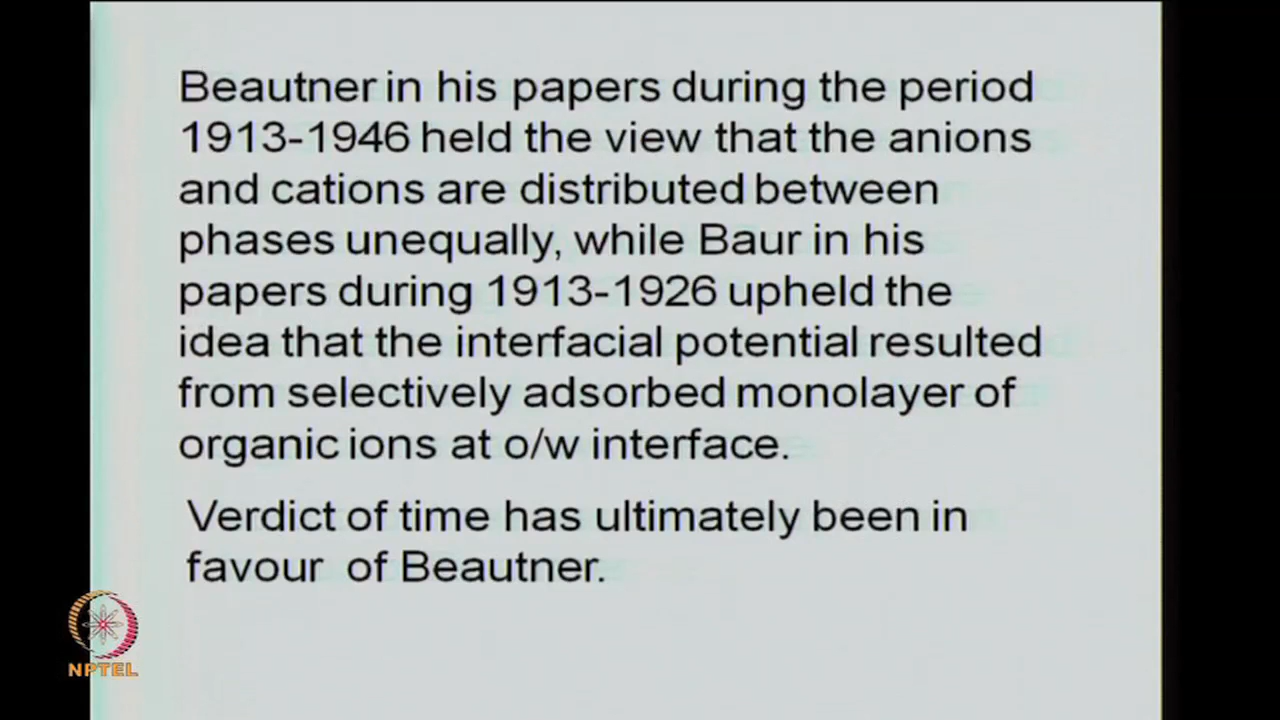 Beautner in his papers during the period
1913-1946 held the view that the anions
and cations are distributed between
phases unequally, while Baur in his
papers during 1913-1926 upheld the
idea that the interfacial potential resulted
from selectively adsorbed monolayer of
organic ions at o/w interface.
Verdict of time has ultimately been in
favour of Beautner.
NPTEL